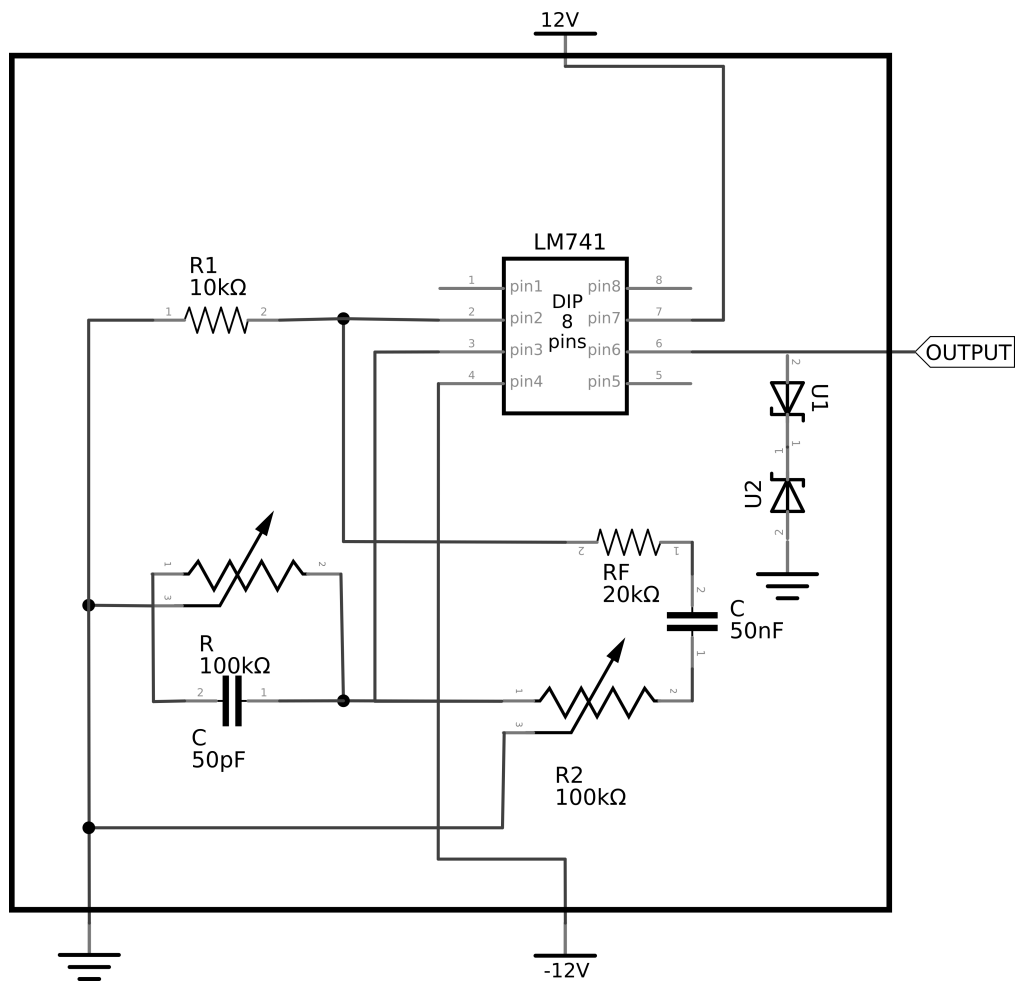 12V
LM741
DIP
8
pins
1
pin1
pin8
8
2
pin2
pin7
7
3
pin3
pin6
6
4
pin4
pin5
5
OUTPUT
R1
10kΩ
1
2
2
U1
1
1
U2
2
2
1
RF
20kΩ
2
C
50nF
1
1
2
3
R
100kΩ
2
1
C
50pF
1
2
3
R2
100kΩ
-12V